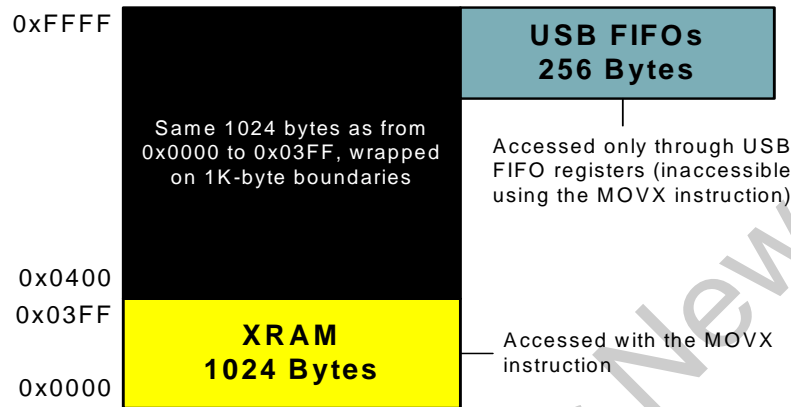 0xFFFF
USB FIFOs
256 Bytes
Same 1024 bytes as from
0x0000 to 0x03FF, wrapped
on 1K-byte boundaries
Accessed only through USB
FIFO registers (inaccessible
using the MOVX instruction)
0x0400
0x03FF
XRAM
1024 Bytes
Accessed with the MOVX
instruction
0x0000
New